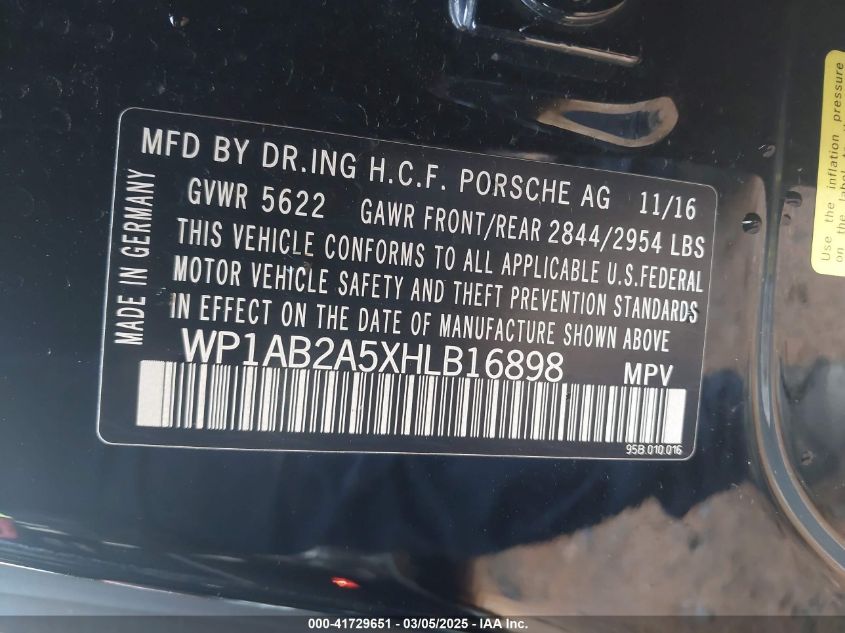 MFD BY DR.ING H.C.F. PORSCHE AG 11/16
GVWR 5622 GAWR FRONT/REAR 2844/2954 LBS
THIS VEHICLE CONFORMS TO ALL APPLICABLE U.S.FEDERAL
MOTOR VEHICLE SAFETY AND THEFT PREVENTION STANDARDS
IN EFFECT ON THE DATE OF MANUFACTURE SHOWN ABOVE
WP1AB2A5XHLB16898 MPV
95B.010.016
MADE IN GERMANY
Use the inflation pressure
on the label
000-41729651 - 03/05/2025 - IAA Inc.